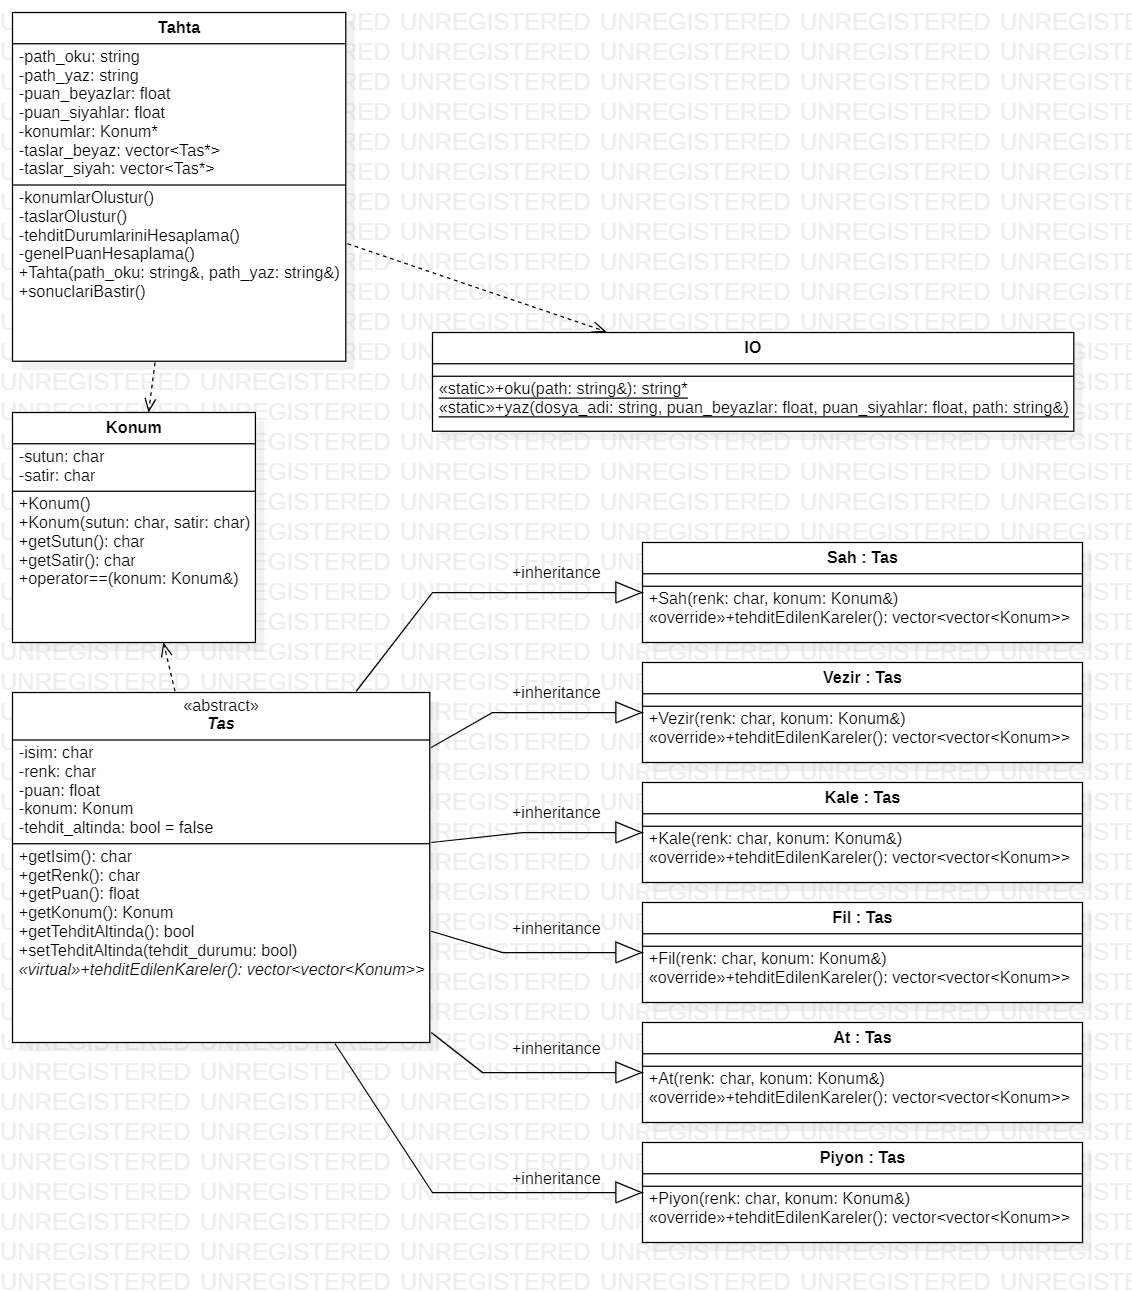 Tahta
-path_oku: string
-path_yaz: string
-puan_beyazlar: float
-puan_siyahlar: float
-konumlar: Konum*
-taslar_beyaz: vector<Tas*>
-taslar_siyah: vector<Tas*>
-konumlarOlustur()
-taslarOlustur()
-tehditDurumlariniHesaplama()
-genelPuanHesaplama()
+Tahta(path_oku: string&, path_yaz: string&)
+sonuclariBastir()
IO
«static»+oku(path: string&): string*
«static»+yaz(dosya_adi: string, puan_beyazlar: float, puan_siyahlar: float, path: string&)
Konum
-sutun: char
-satir: char
+Konum()
+Konum(sutun: char, satir: char)
+getSutun(): char
+getSatir(): char
+operator==(konum: Konum&)
«abstract»
Tas
-isim: char
-renk: char
-puan: float
-konum: Konum
-tehdit_altinda: bool = false
+getIsim(): char
+getRenk(): char
+getPuan(): float
+getKonum(): Konum
+getTehditAltinda(): bool
+setTehditAltinda(tehdit_durumu: bool)
«virtual»+tehditEdilenKareler(): vector<vector<Konum>>
+inheritance
Sah : Tas
+Sah(renk: char, konum: Konum&)
«override»+tehditEdilenKareler(): vector<vector<Konum>>
+inheritance
Vezir : Tas
+Vezir(renk: char, konum: Konum&)
«override»+tehditEdilenKareler(): vector<vector<Konum>>
+inheritance
Kale : Tas
+Kale(renk: char, konum: Konum&)
«override»+tehditEdilenKareler(): vector<vector<Konum>>
+inheritance
Fil : Tas
+Fil(renk: char, konum: Konum&)
«override»+tehditEdilenKareler(): vector<vector<Konum>>
+inheritance
At : Tas
+At(renk: char, konum: Konum&)
«override»+tehditEdilenKareler(): vector<vector<Konum>>
+inheritance
Piyon : Tas
+Piyon(renk: char, konum: Konum&)
«override»+tehditEdilenKareler(): vector<vector<Konum>>
UNREGISTERED UNREGISTERED UNREGISTERED UNREGISTERED UNREGISTERED